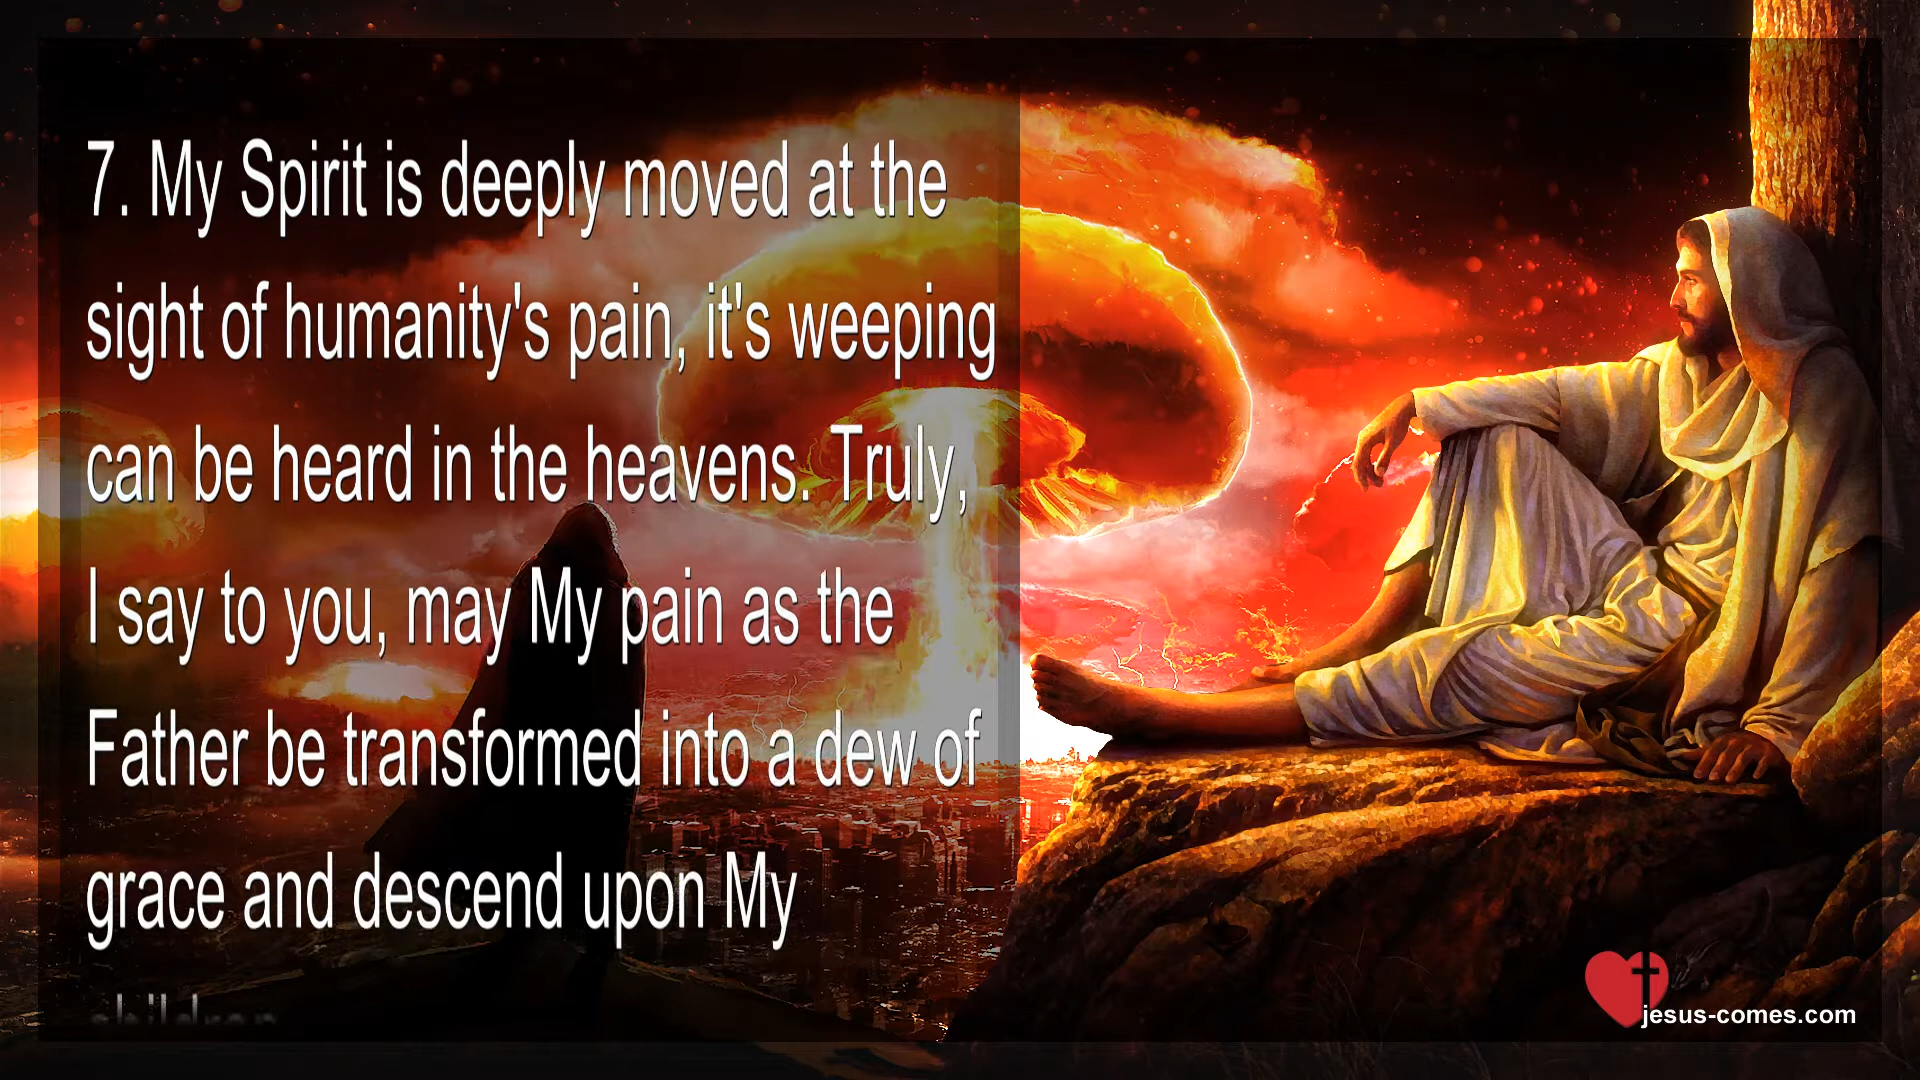 7. My Spirit is deeply moved at the
sight of humanity's pain, it's weeping
can be heard in the heavens. Truly,
I say to you, may My pain as the
Father be transformed into a dew of
grace and descend upon My
children
jesus-comes.com